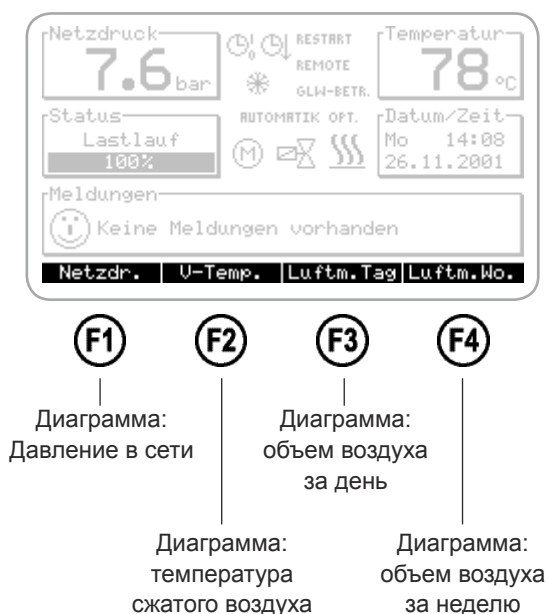 Netzdruck
7.6 bar
RESTART
REMOTE
GLW-BETR.
Temperatur
78 °C
Status
Lastlauf
100%
AUTOMATIK OPT.
M
Datum/Zeit
Mo 14:08
26.11.2001
Meldungen
i Keine Meldungen vorhanden
Netzdr. V-Temp. Luftm.Tag Luftm.Wo.
F1 F2 F3 F4
Диаграмма:
Давление в сети
Диаграмма:
объем воздуха
за день
Диаграмма:
температура
сжатого воздуха
Диаграмма:
объем воздуха
за неделю